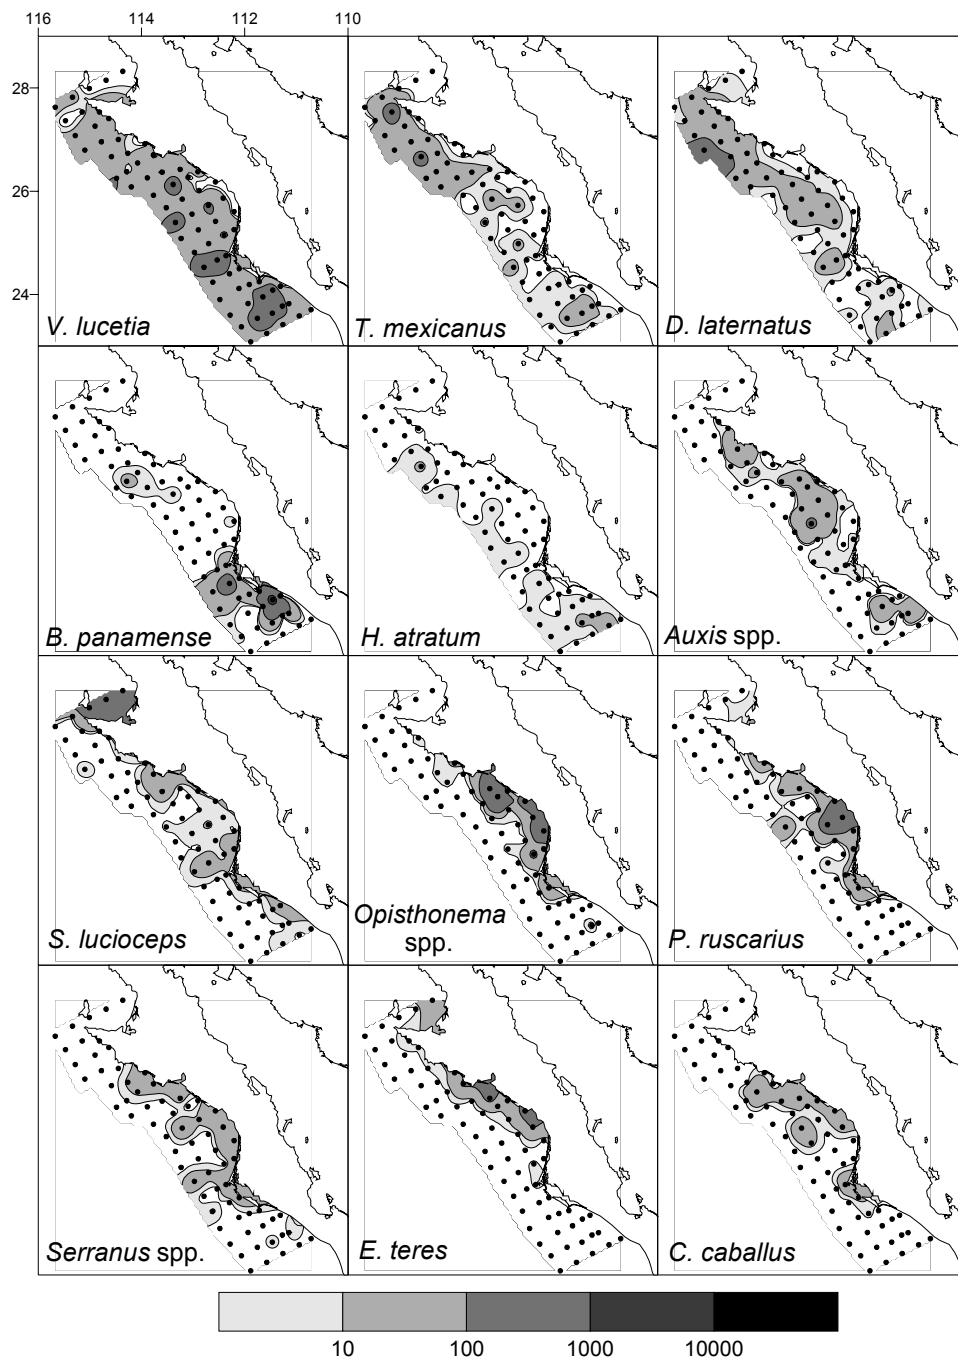 116 114 112 110
28
26
24
V. lucetia T. mexicanus D. laternatus
B. panamense H. atratum Auxis spp.
S. lucioceps Opisthonema spp. P. ruscarius
Serranus spp. E. teres C. caballus
10 100 1000 10000